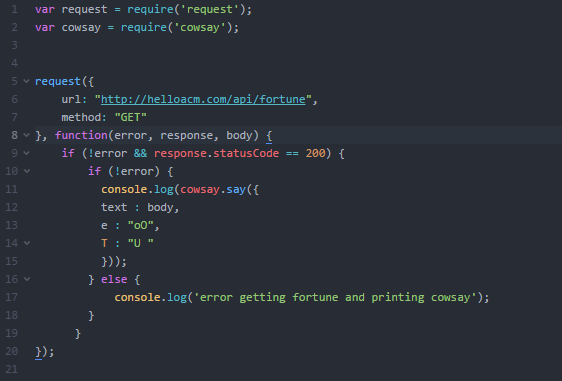 1 var request = require('request');
2 var cowsay = require('cowsay');
3
4
5 request({
6     url: "http://helloacm.com/api/fortune",
7     method: "GET"
8 }, function(error, response, body) {
9     if (!error && response.statusCode == 200) {
10         if (!error) {
11           console.log(cowsay.say({
12           text : body,
13           e : "oO",
14           T : "U "
15           }));
16         } else {
17             console.log('error getting fortune and printing cowsay');
18         }
19       }
20 });
21